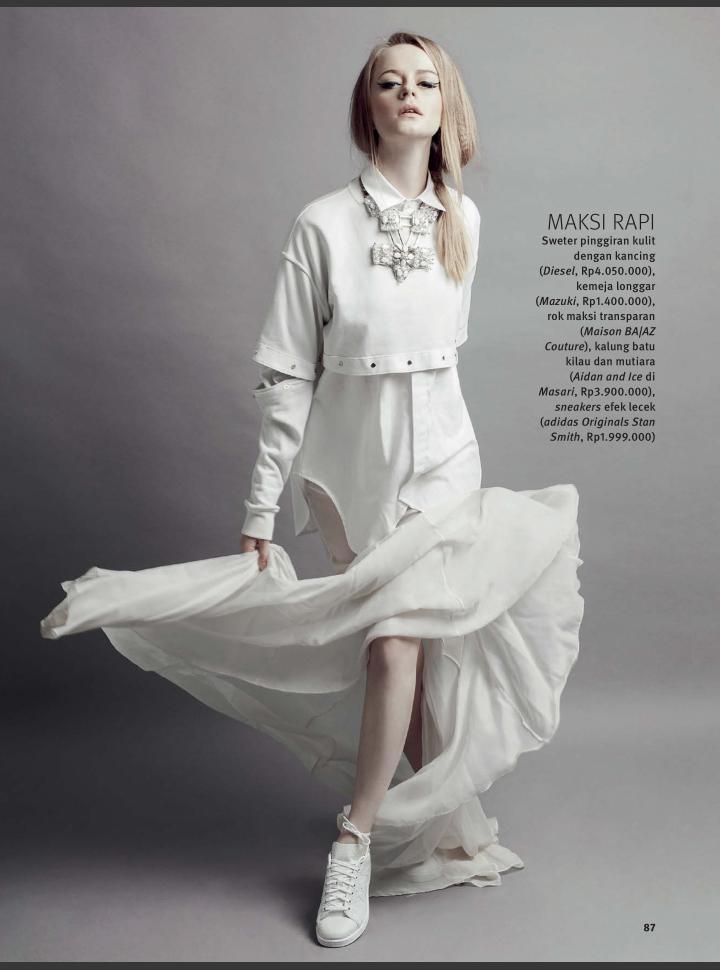 MAKSI RAPI
Sweter pinggiran kulit
dengan kancing
(Diesel, Rp4.050.000),
kemeja longgar
(Mazuki, Rp1.400.000),
rok maksi transparan
(Maison BA|AZ
Couture), kalung batu
kilau dan mutiara
(Aidan and Ice di
Masari, Rp3.900.000),
sneakers efek lecek
(adidas Originals Stan
Smith, Rp1.999.000)
87